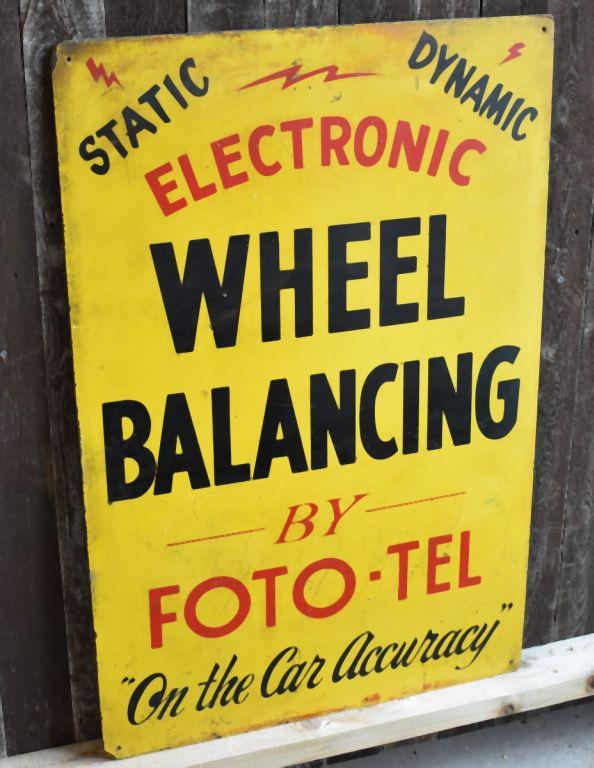 STATIC DYNAMIC
ELECTRONIC
WHEEL
BALANCING
BY
FOTO-TEL
"On the Car Accuracy"